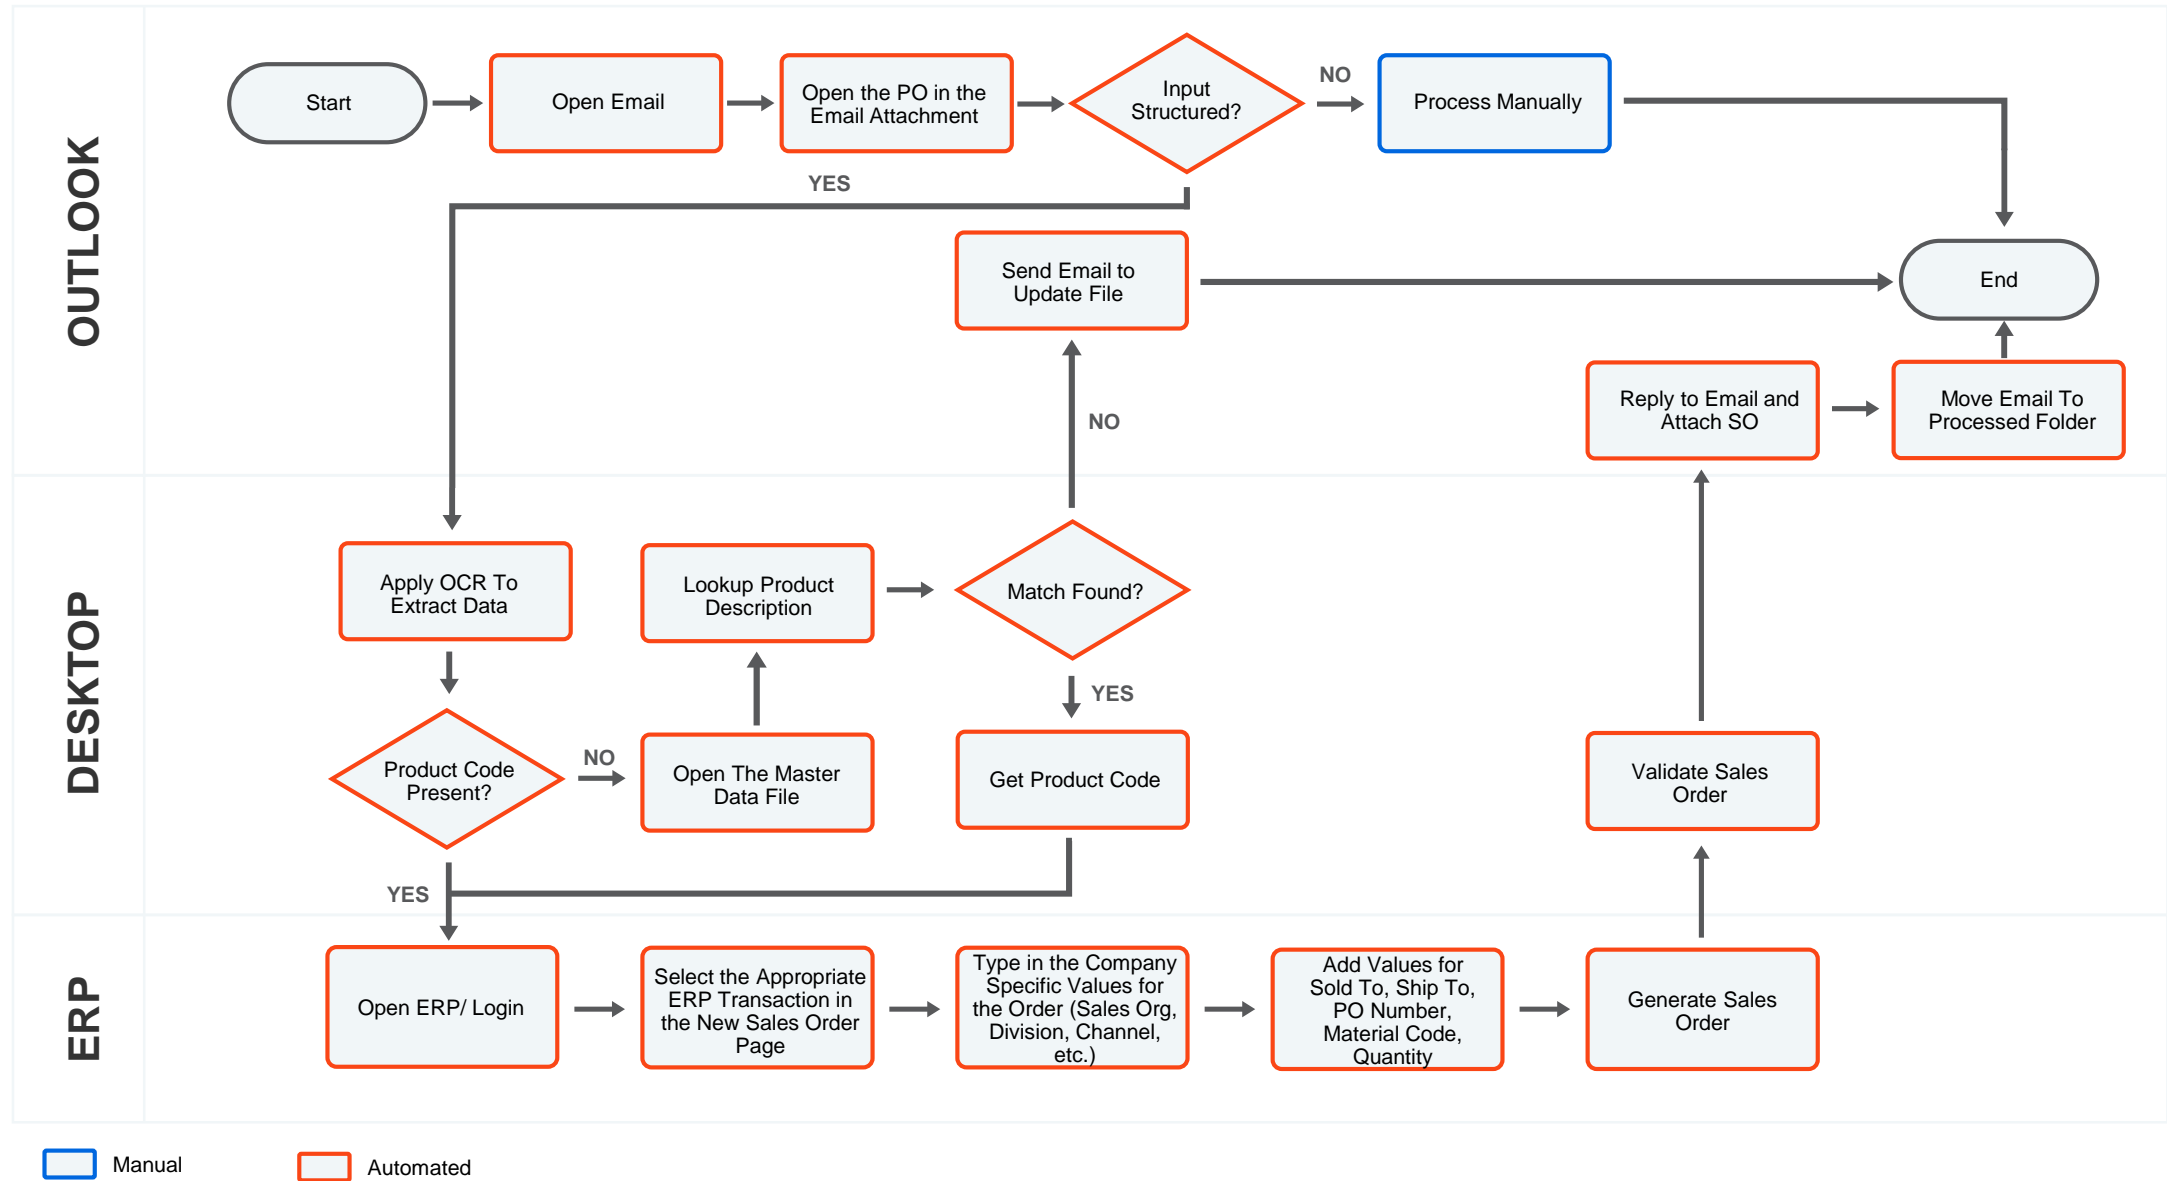 OUTLOOK
Start
Open Email
Open the PO in the
Email Attachment
Input
Structured?
NO
Process Manually
YES
Send Email to
Update File
End
NO
Reply to Email and
Attach SO
Move Email To
Processed Folder
DESKTOP
Apply OCR To
Extract Data
Lookup Product
Description
Match Found?
YES
Product Code
Present?
NO
Open The Master
Data File
Get Product Code
Validate Sales
Order
YES
ERP
Open ERP/ Login
Select the Appropriate
ERP Transaction in
the New Sales Order
Page
Type in the Company
Specific Values for
the Order (Sales Org,
Division, Channel,
etc.)
Add Values for
Sold To, Ship To,
PO Number,
Material Code,
Quantity
Generate Sales
Order
Manual
Automated